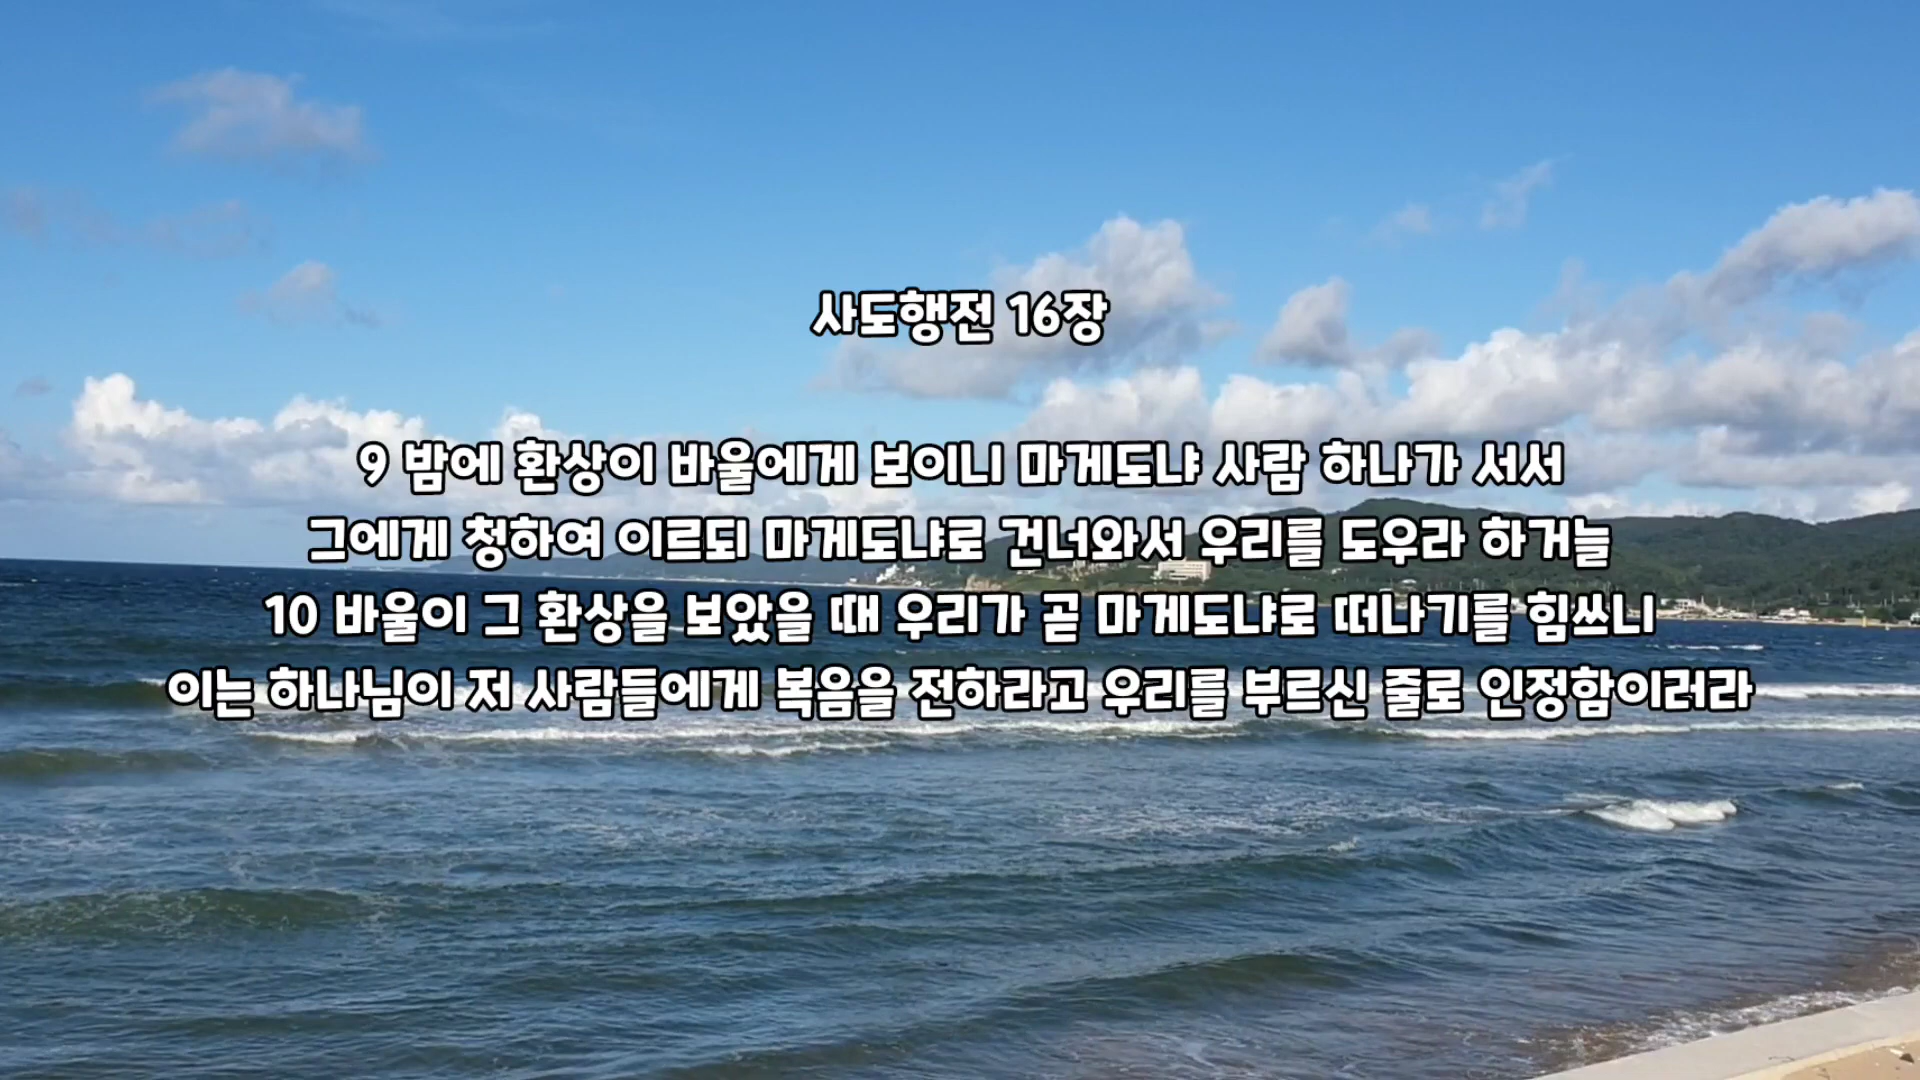 사도행전 16장
9 밤에 환상이 바울에게 보이니 마게도냐 사람 하나가 서서
그에게 청하여 이르되 마게도냐로 건너와서 우리를 도우라 하거늘
10 바울이 그 환상을 보았을 때 우리가 곧 마게도냐로 떠나기를 힘쓰니
이는 하나님이 저 사람들에게 복음을 전하라고 우리를 부르신 줄로 인정함이러라